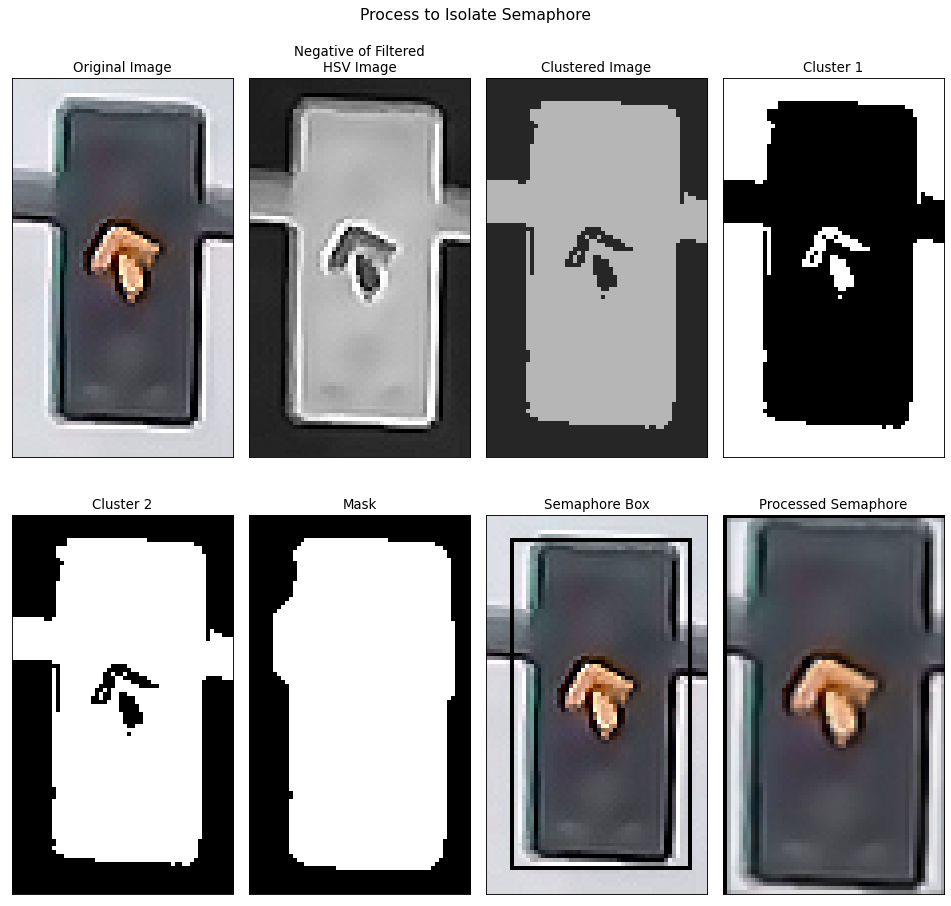 Process to Isolate Semaphore
Original Image
Negative of Filtered
HSV Image
Clustered Image
Cluster 1
Cluster 2
Mask
Semaphore Box
Processed Semaphore